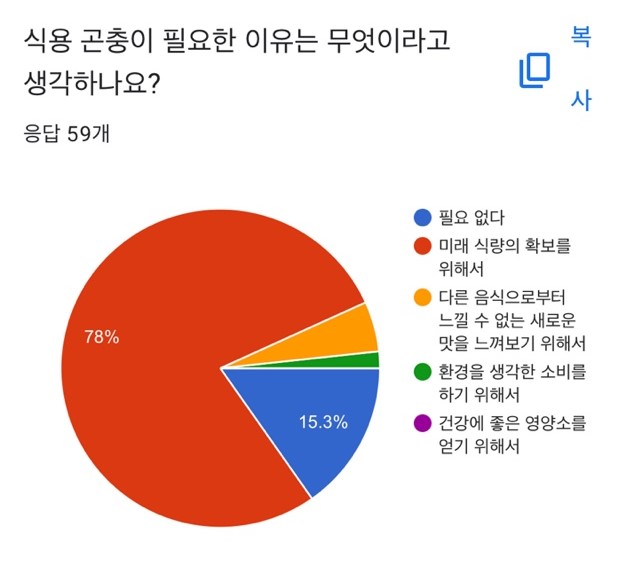 식용 곤충이 필요한 이유는 무엇이라고
생각하나요?
복
사
응답 59개
78%
15.3%
필요 없다
미래 식량의 확보를
위해서
다른 음식으로부터
느낄 수 없는 새로운
맛을 느껴보기 위해서
환경을 생각한 소비를
하기 위해서
건강에 좋은 영양소를
얻기 위해서